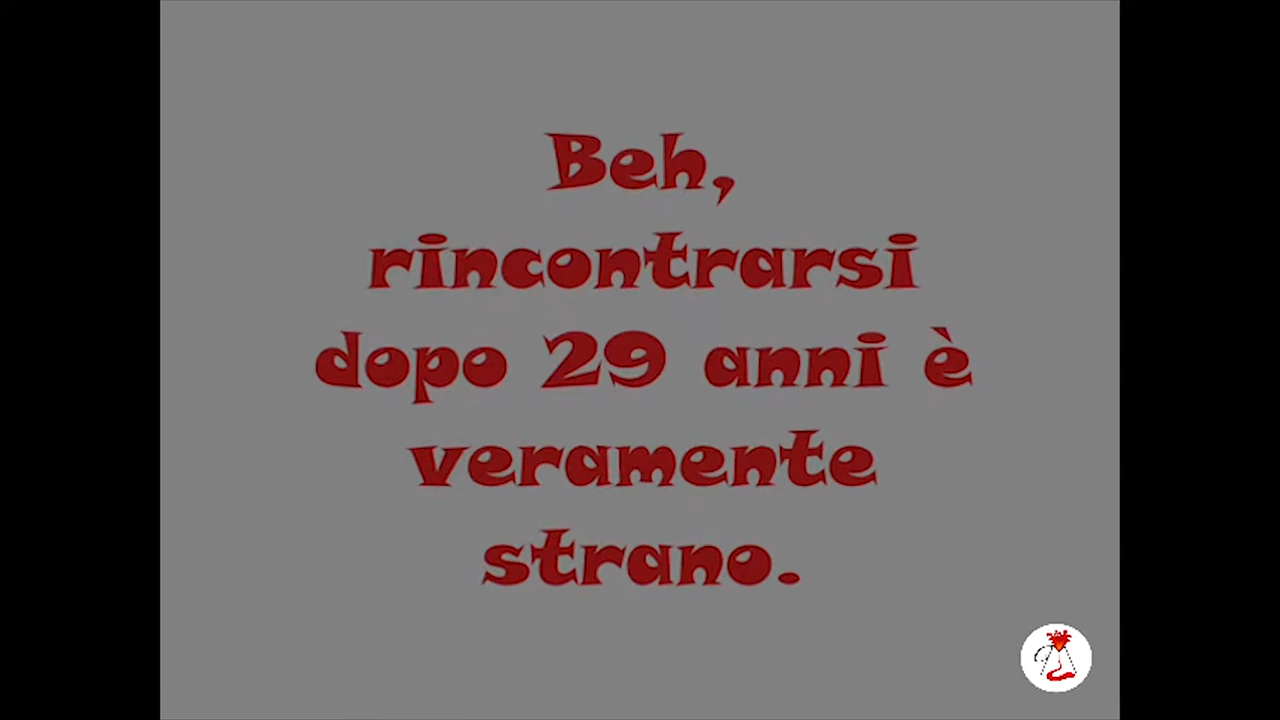 Beh,
rincontrarsi
dopo 29 anni è
veramente
strano.